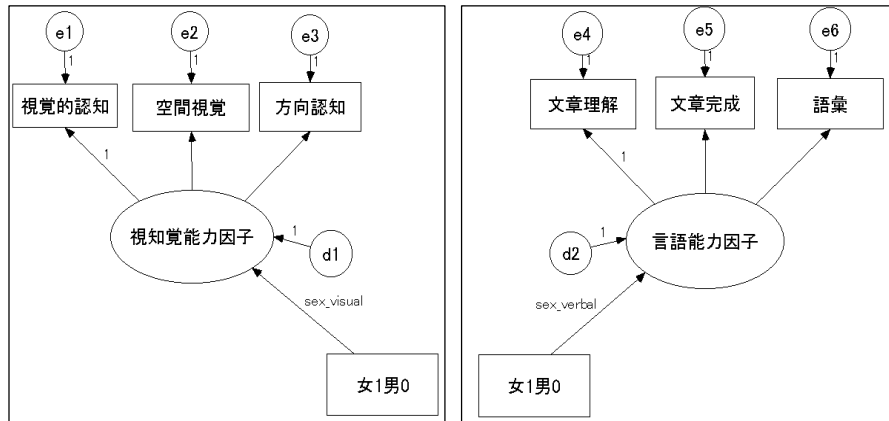 e1
e2
e3
1
1
1
視覚的認知
空間視覚
方向認知
1
視知覚能力因子
1
d1
sex_visual
女1男0
e4
e5
e6
1
1
1
文章理解
文章完成
語彙
1
言語能力因子
1
d2
sex_verbal
女1男0